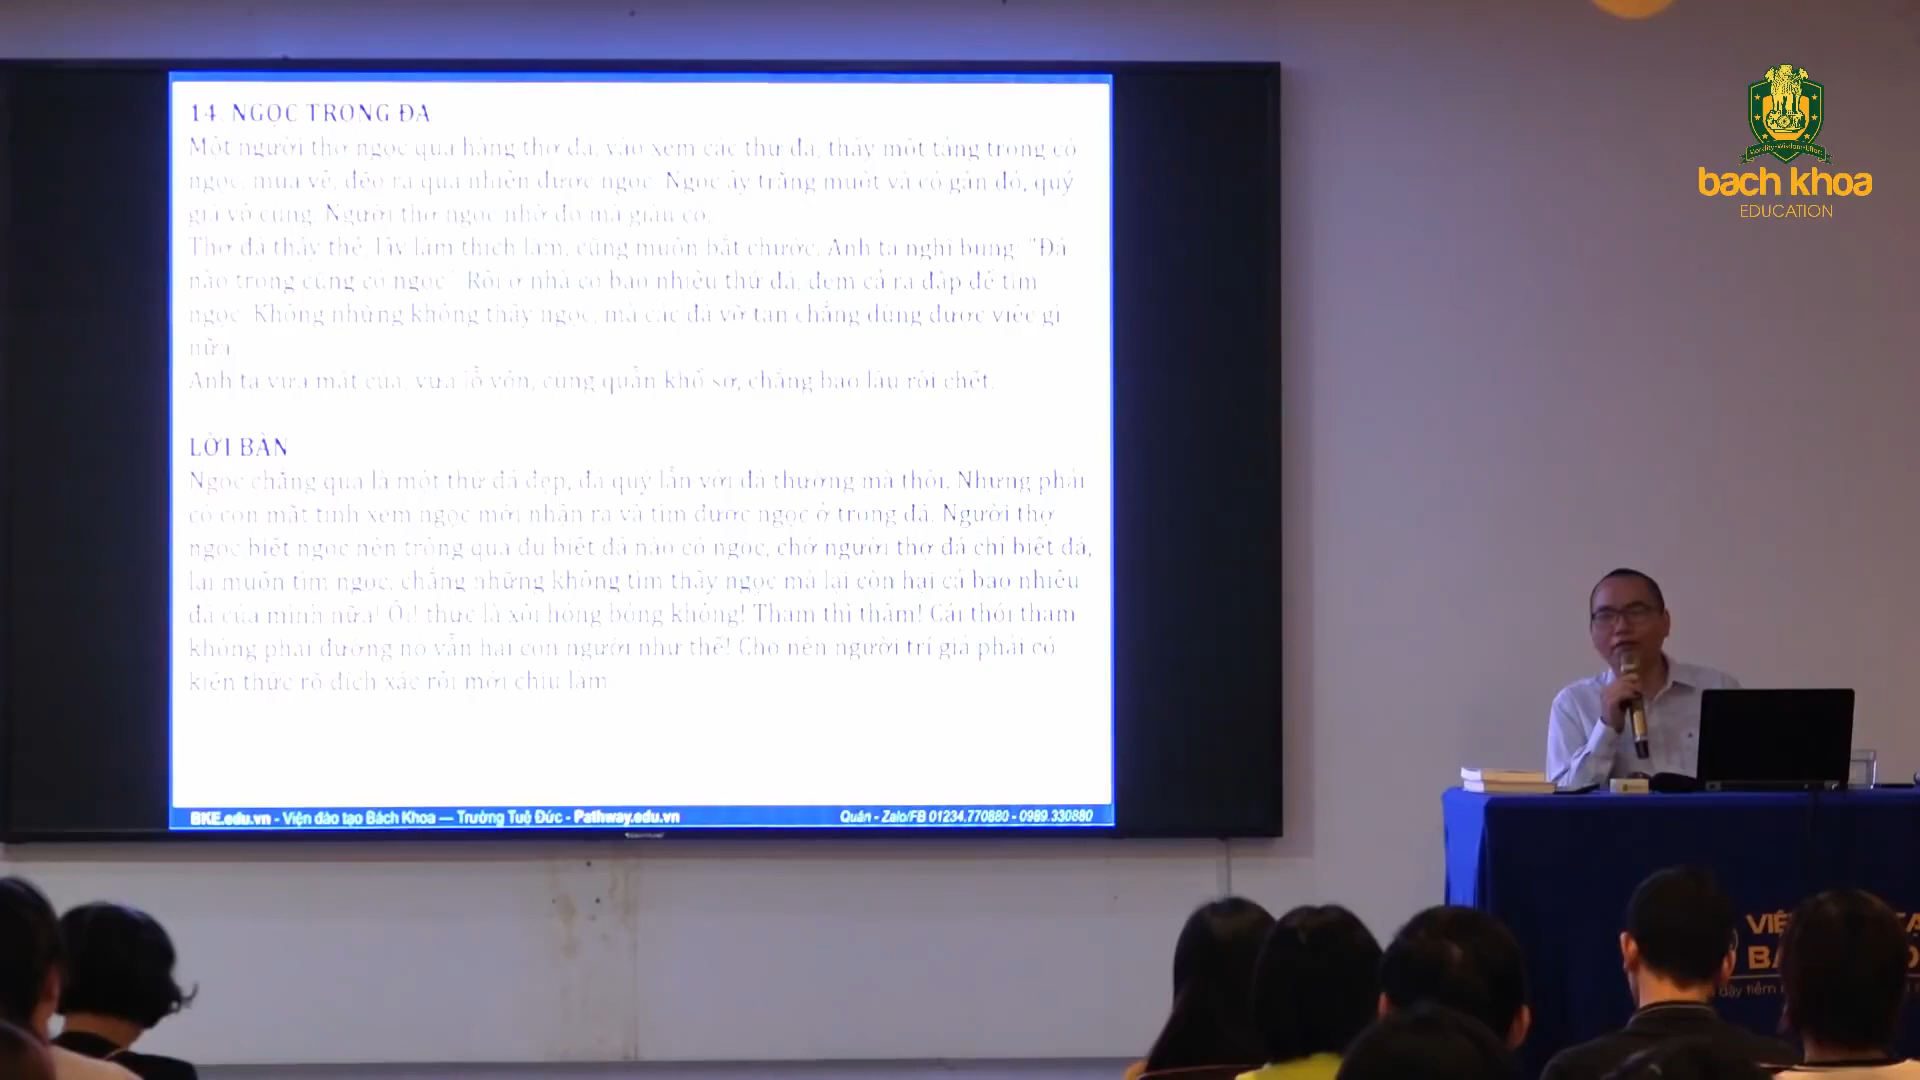 14. NGỌC TRONG ĐÁ
Một người thợ ngọc qua hàng thợ đá, vào xem các thứ đá, thấy một tảng trong có
ngọc, mua về, đẽo ra quả nhiên được ngọc. Ngọc ấy trắng muốt và có gân đỏ, quý
giá vô cùng. Người thợ ngọc nhờ đó mà giàu có.
Thợ đá thấy thế, lấy làm thích lắm, cũng muốn bắt chước. Anh ta nghĩ bụng: "Đá
nào trong cũng có ngọc". Rồi ở nhà có bao nhiêu thứ đá, đem cả ra đập để tìm
ngọc. Không những không thấy ngọc, mà các đá vỡ tan chẳng dùng được việc gì
nữa.
Anh ta vừa mất của, vừa lỗ vốn, cùng quẫn khổ sở, chẳng bao lâu rồi chết.
LỜI BÀN
Ngọc chẳng qua là một thứ đá đẹp, đá quý lẫn với đá thường mà thôi. Nhưng phải
có con mắt tinh xem ngọc mới nhận ra và tìm được ngọc ở trong đá. Người thợ
ngọc biết ngọc nên trông qua đủ biết đá nào có ngọc, chớ người thợ đá chỉ biết đá,
lại muốn tìm ngọc, chẳng những không tìm thấy ngọc mà lại còn hại cả bao nhiêu
đá của mình nữa! Ôi! thực là xôi hỏng bỏng không! Tham thì thâm! Cái thói tham
không phải đường nó vẫn hại con người như thế! Cho nên người trí giả phải có
kiến thức rõ đích xác rồi mới chịu làm.
BKE.edu.vn - Viện đào tạo Bách Khoa — Trường Tuệ Đức - Pathway.edu.vn
Quân - Zalo/FB 01234.770880 - 0989.330880
Morality-Wisdom-Effort
bach khoa
EDUCATION